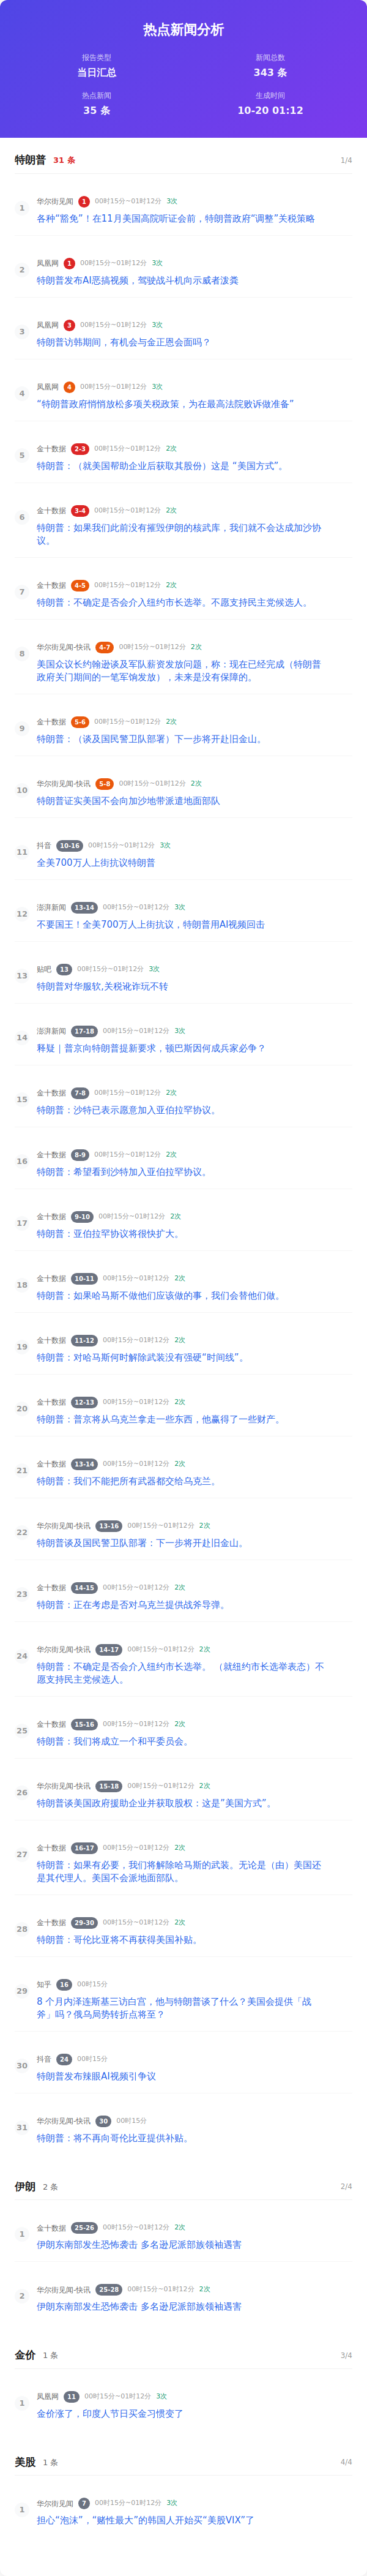 热点新闻分析
报告类型
当日汇总
新闻总数
343 条
热点新闻
35 条
生成时间
10-20 01:12
特朗普 31 条 1/4
1
华尔街见闻 1 00时15分~01时12分 3次
各种“豁免”！在11月美国高院听证会前，特朗普政府“调整”关税策略
2
凤凰网 1 00时15分~01时12分 3次
特朗普发布AI恶搞视频，驾驶战斗机向示威者泼粪
3
凤凰网 3 00时15分~01时12分 3次
特朗普访韩期间，有机会与金正恩会面吗？
4
凤凰网 4 00时15分~01时12分 3次
“特朗普政府悄悄放松多项关税政策，为在最高法院败诉做准备”
5
金十数据 2-3 00时15分~01时12分 2次
特朗普：（就美国帮助企业后获取其股份）这是 “美国方式”。
6
金十数据 3-4 00时15分~01时12分 2次
特朗普：如果我们此前没有摧毁伊朗的核武库，我们就不会达成加沙协
议。
7
金十数据 4-5 00时15分~01时12分 2次
特朗普：不确定是否会介入纽约市长选举。不愿支持民主党候选人。
8
华尔街见闻-快讯 4-7 00时15分~01时12分 2次
美国众议长约翰逊谈及军队薪资发放问题，称：现在已经完成（特朗普
政府关门期间的一笔军饷发放），未来是没有保障的。
9
金十数据 5-6 00时15分~01时12分 2次
特朗普：（谈及国民警卫队部署）下一步将开赴旧金山。
10
华尔街见闻-快讯 5-8 00时15分~01时12分 2次
特朗普证实美国不会向加沙地带派遣地面部队
11
抖音 10-16 00时15分~01时12分 3次
全美700万人上街抗议特朗普
12
澎湃新闻 13-14 00时15分~01时12分 3次
不要国王！全美700万人上街抗议，特朗普用AI视频回击
13
贴吧 13 00时15分~01时12分 3次
特朗普对华服软,关税讹诈玩不转
14
澎湃新闻 17-18 00时15分~01时12分 3次
释疑｜普京向特朗普提新要求，顿巴斯因何成兵家必争？
15
金十数据 7-8 00时15分~01时12分 2次
特朗普：沙特已表示愿意加入亚伯拉罕协议。
16
金十数据 8-9 00时15分~01时12分 2次
特朗普：希望看到沙特加入亚伯拉罕协议。
17
金十数据 9-10 00时15分~01时12分 2次
特朗普：亚伯拉罕协议将很快扩大。
18
金十数据 10-11 00时15分~01时12分 2次
特朗普：如果哈马斯不做他们应该做的事，我们会替他们做。
19
金十数据 11-12 00时15分~01时12分 2次
特朗普：对哈马斯何时解除武装没有强硬“时间线”。
20
金十数据 12-13 00时15分~01时12分 2次
特朗普：普京将从乌克兰拿走一些东西，他赢得了一些财产。
21
金十数据 13-14 00时15分~01时12分 2次
特朗普：我们不能把所有武器都交给乌克兰。
22
华尔街见闻-快讯 13-16 00时15分~01时12分 2次
特朗普谈及国民警卫队部署：下一步将开赴旧金山。
23
金十数据 14-15 00时15分~01时12分 2次
特朗普：正在考虑是否对乌克兰提供战斧导弹。
24
华尔街见闻-快讯 14-17 00时15分~01时12分 2次
特朗普：不确定是否会介入纽约市长选举。 （就纽约市长选举表态）不
愿支持民主党候选人。
25
金十数据 15-16 00时15分~01时12分 2次
特朗普：我们将成立一个和平委员会。
26
华尔街见闻-快讯 15-18 00时15分~01时12分 2次
特朗普谈美国政府援助企业并获取股权：这是“美国方式”。
27
金十数据 16-17 00时15分~01时12分 2次
特朗普：如果有必要，我们将解除哈马斯的武装。无论是（由）美国还
是其代理人。美国不会派地面部队。
28
金十数据 29-30 00时15分~01时12分 2次
特朗普：哥伦比亚将不再获得美国补贴。
29
知乎 16 00时15分
8 个月内泽连斯基三访白宫，他与特朗普谈了什么？美国会提供「战
斧」吗？俄乌局势转折点将至？
30
抖音 24 00时15分
特朗普发布辣眼AI视频引争议
31
华尔街见闻-快讯 30 00时15分
特朗普：将不再向哥伦比亚提供补贴。
伊朗 2 条 2/4
1
金十数据 25-26 00时15分~01时12分 2次
伊朗东南部发生恐怖袭击 多名逊尼派部族领袖遇害
2
华尔街见闻-快讯 25-28 00时15分~01时12分 2次
伊朗东南部发生恐怖袭击 多名逊尼派部族领袖遇害
金价 1 条 3/4
1
凤凰网 11 00时15分~01时12分 3次
金价涨了，印度人节日买金习惯变了
美股 1 条 4/4
1
华尔街见闻 7 00时15分~01时12分 3次
担心“泡沫”，“赌性最大”的韩国人开始买“美股VIX”了